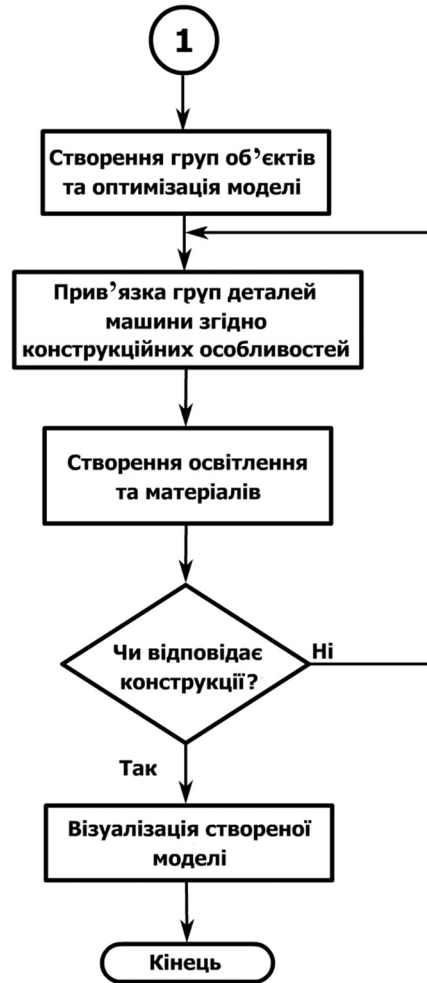 1
Створення груп об’єктів
та оптимізація моделі
Прив’язка груп деталей
машини згідно
конструкційних особливостей
Створення освітлення
та матеріалів
Чи відповідає
конструкції?
Ні
Так
Візуалізація створеної
моделі
Кінець